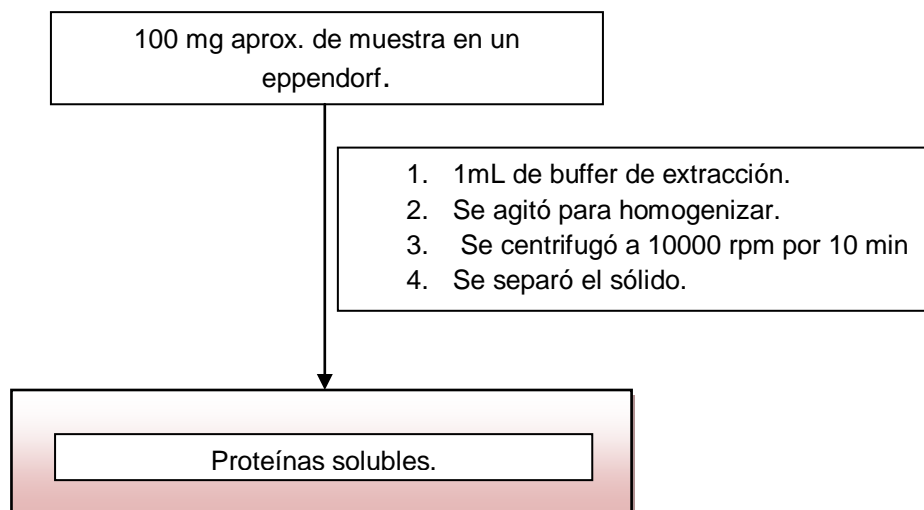 100 mg aprox. de muestra en un
eppendorf.
1. 1mL de buffer de extracción.
2. Se agitó para homogenizar.
3. Se centrifugó a 10000 rpm por 10 min
4. Se separó el sólido.
Proteínas solubles.